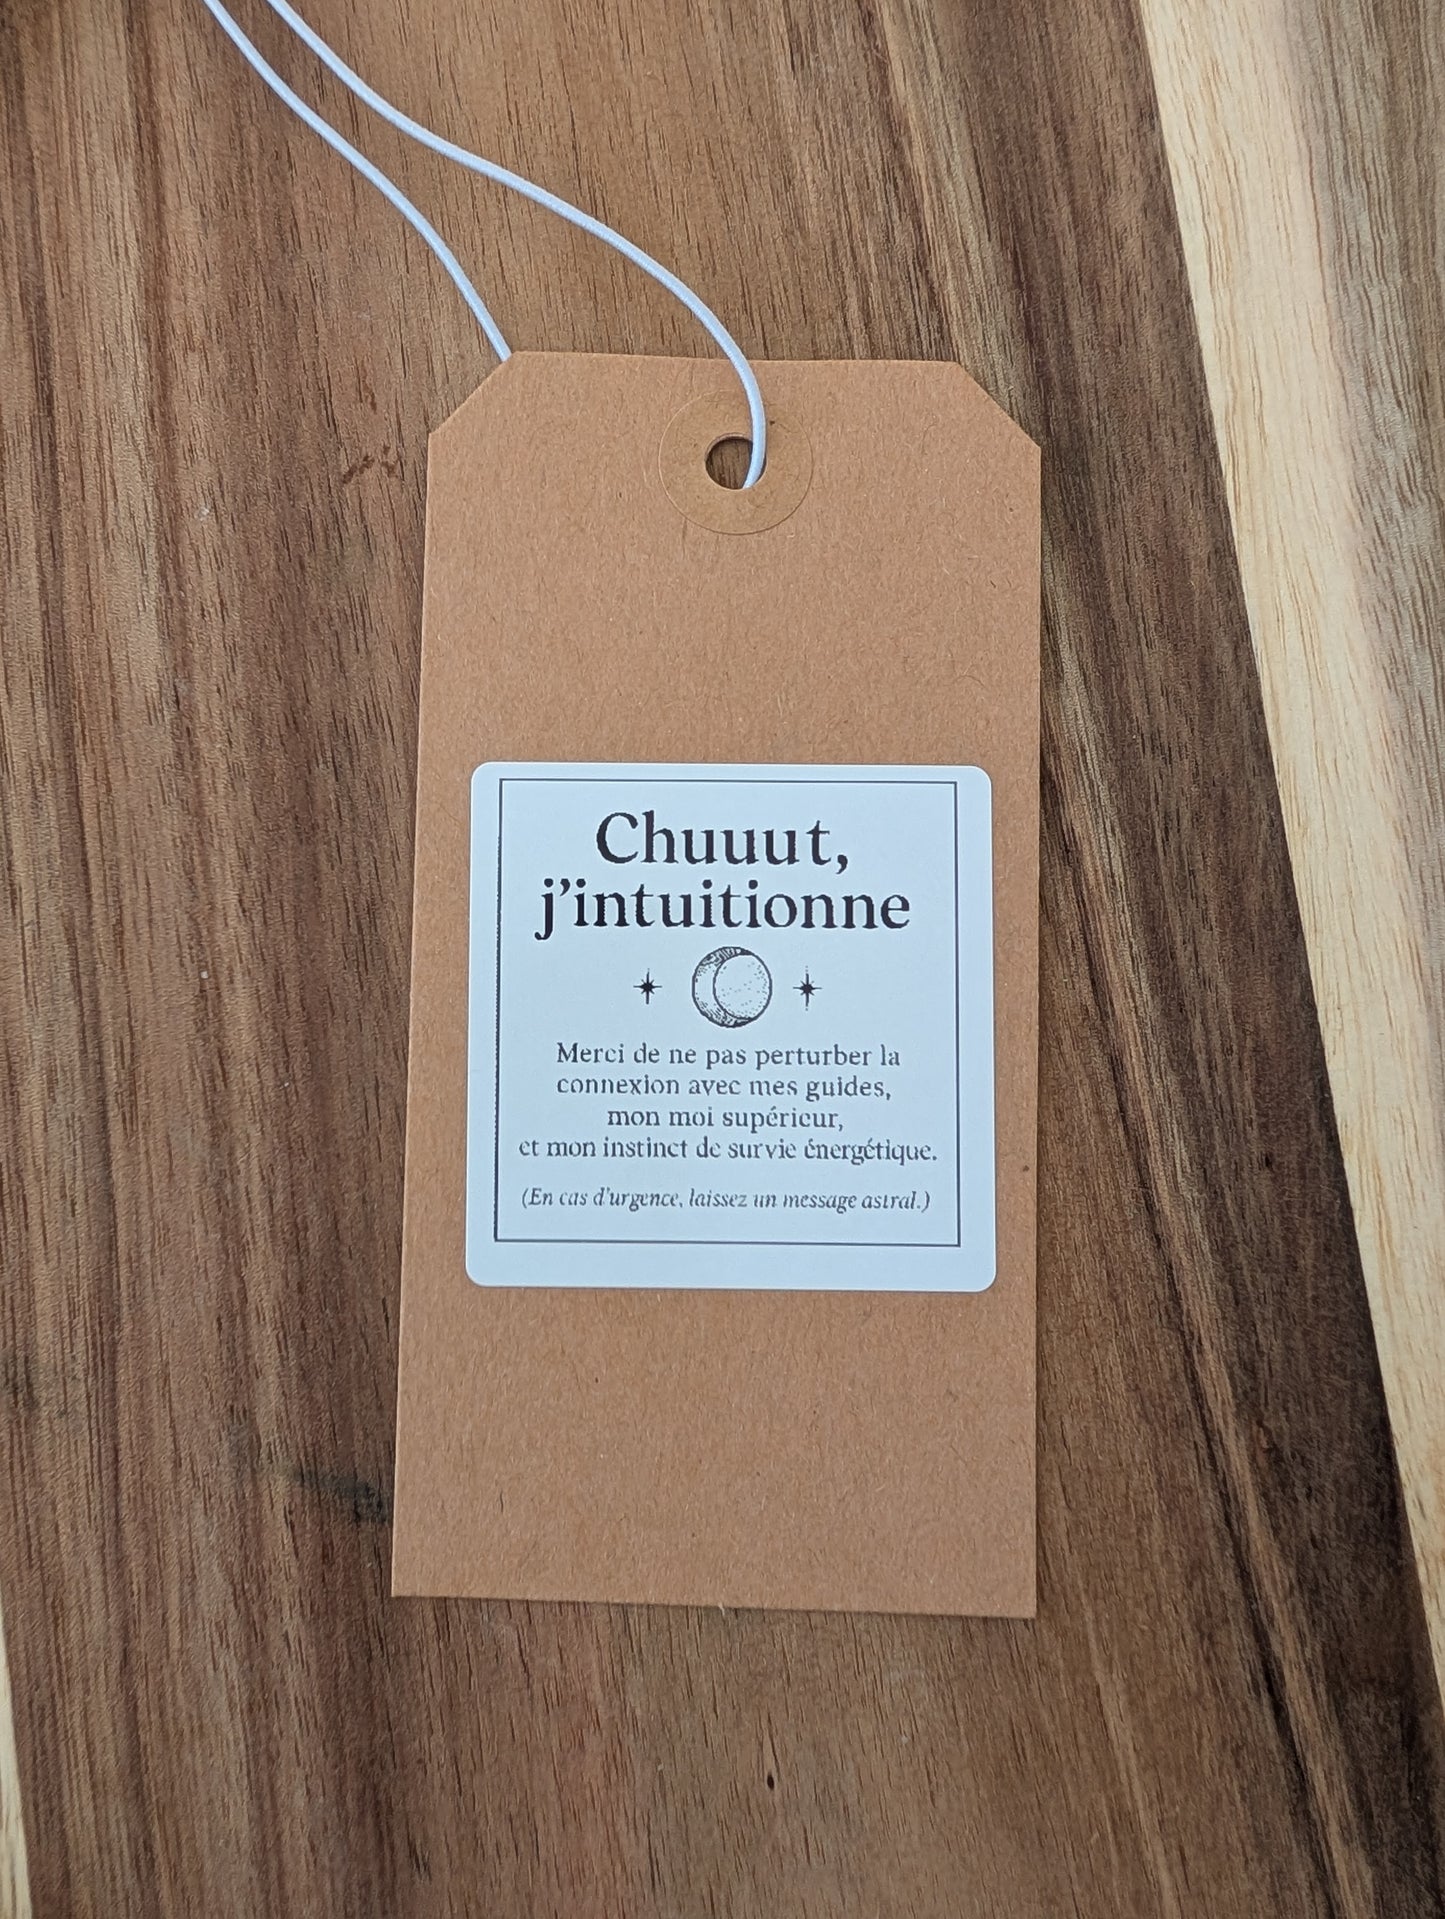 Chuuut,
j'intuitionne
Merci de ne pas perturber la
connexion avec mes guides,
mon moi supérieur,
et mon instinct de survie énergétique.
(En cas d'urgence, laissez un message astral.)